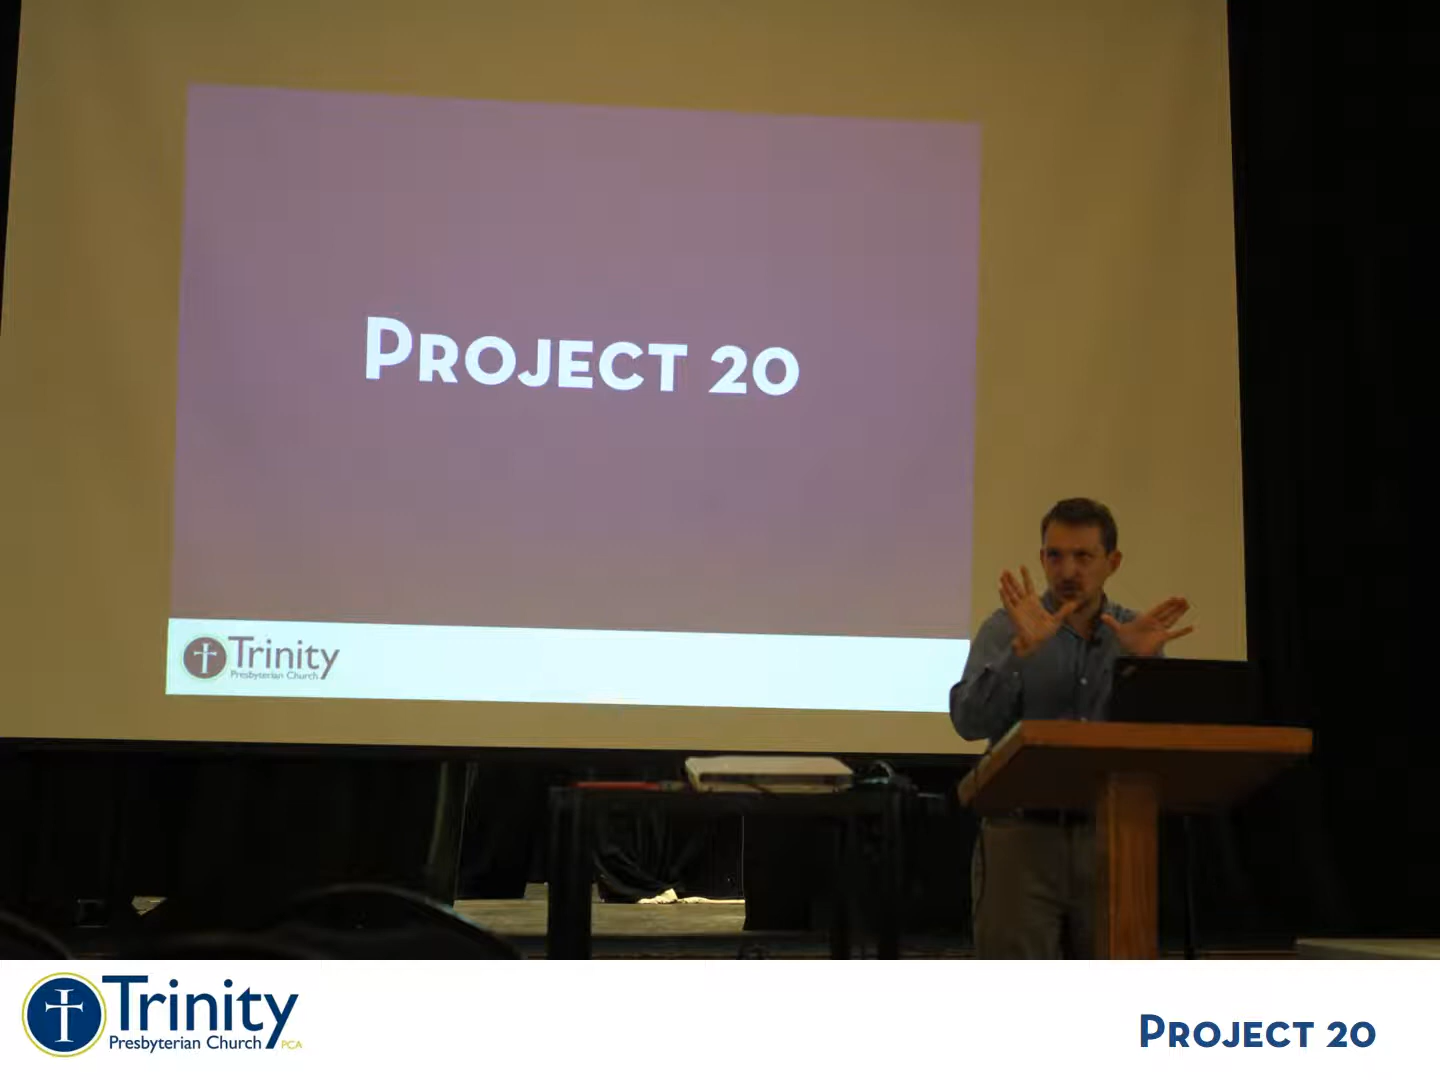 PROJECT 20
Trinity
Presbyterian Church
Trinity
Presbyterian Church PCA
PROJECT 20